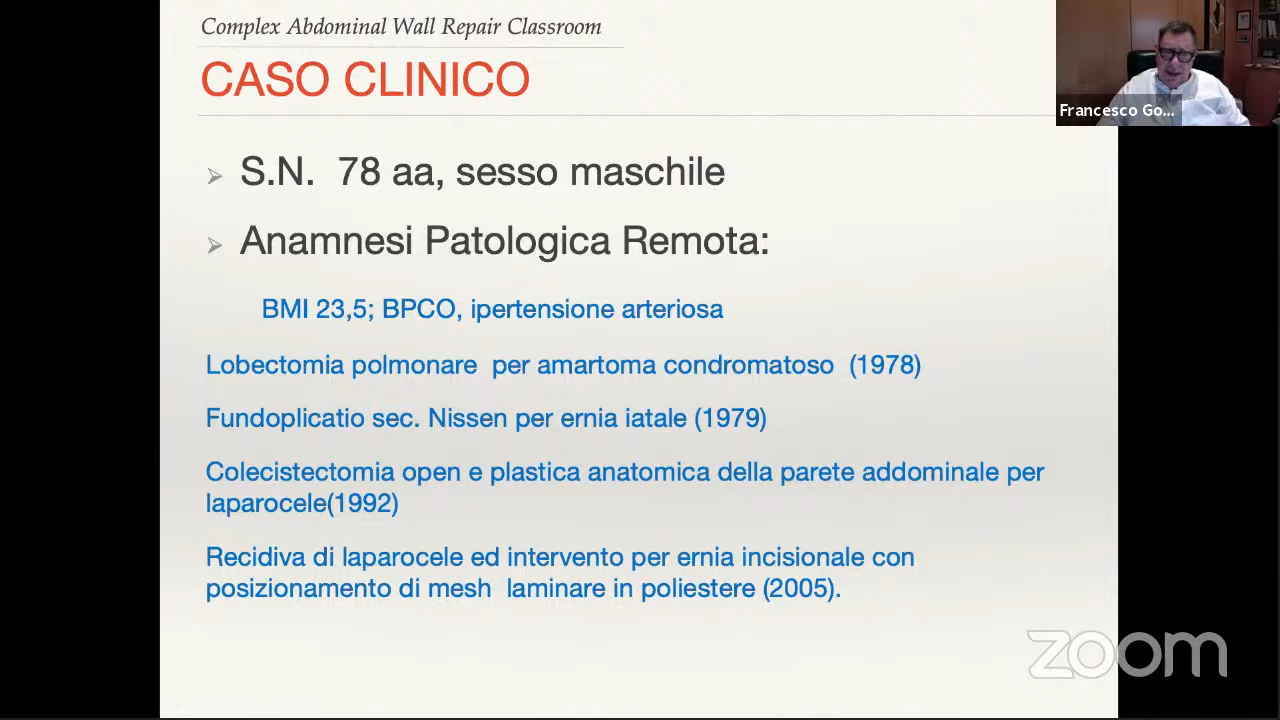 Complex Abdominal Wall Repair Classroom
CASO CLINICO
S.N. 78 aa, sesso maschile
Anamnesi Patologica Remota:
BMI 23,5; BPCO, ipertensione arteriosa
Lobectomia polmonare per amartoma condromatoso (1978)
Fundoplicatio sec. Nissen per ernia iatale (1979)
Colecistectomia open e plastica anatomica della parete addominale per
laparocele(1992)
Recidiva di laparocele ed intervento per ernia incisionale con
posizionamento di mesh laminare in poliestere (2005).
Francesco Go...
zoom